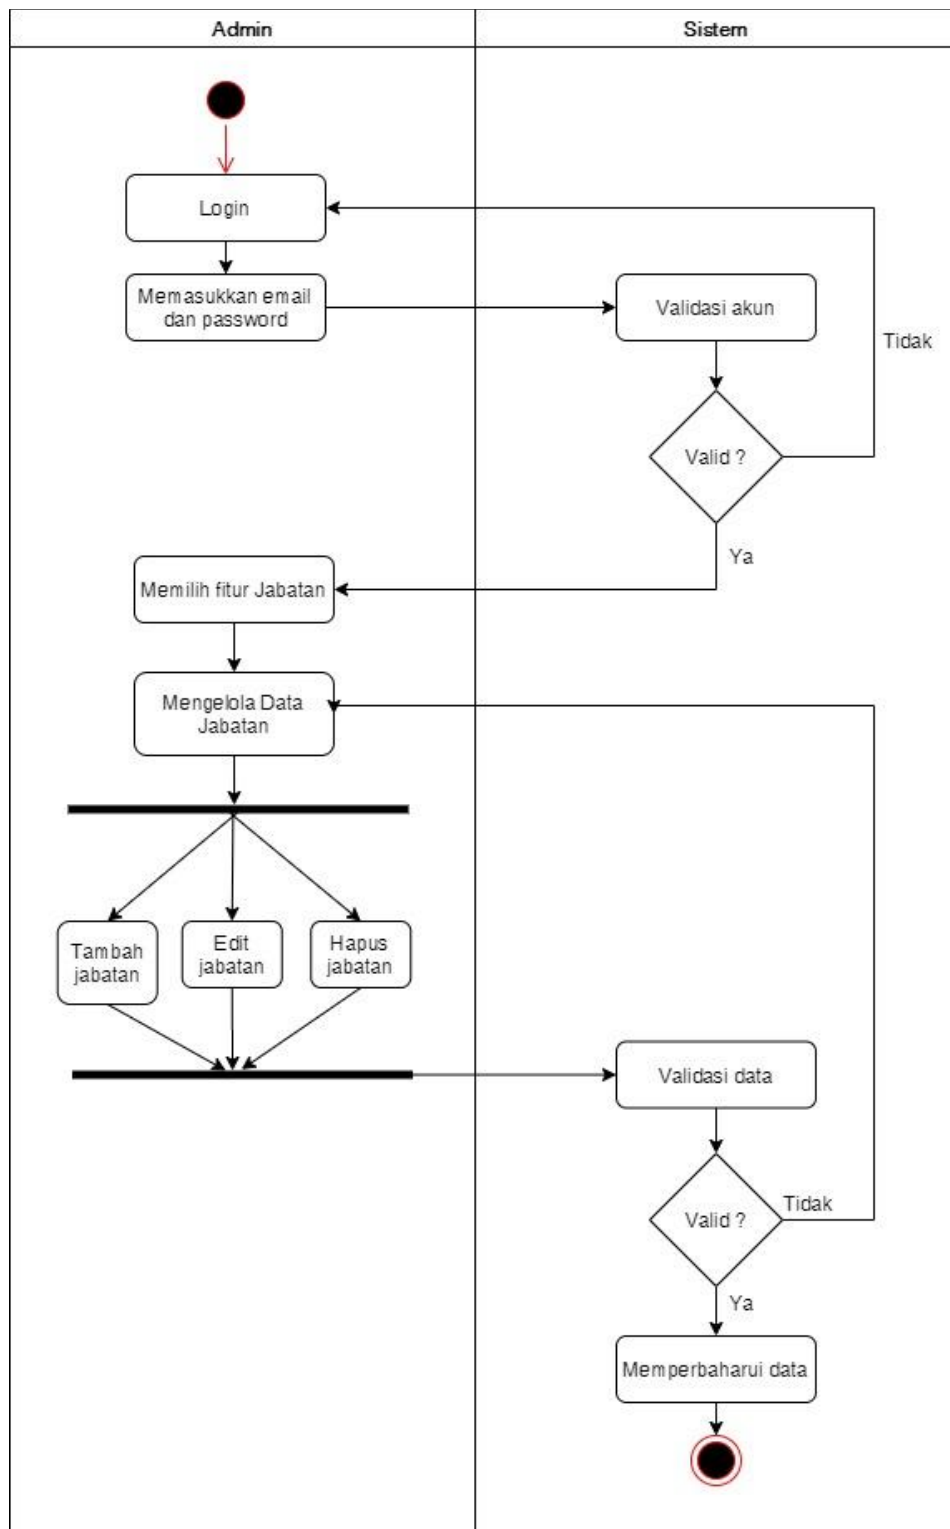 Admin
Sistem
Login
Memasukkan email
dan password
Validasi akun
Tidak
Valid ?
Ya
Memilih fitur Jabatan
Mengelola Data
Jabatan
Tambah
jabatan
Edit
jabatan
Hapus
jabatan
Validasi data
Valid ?
Tidak
Ya
Memperbaharui data